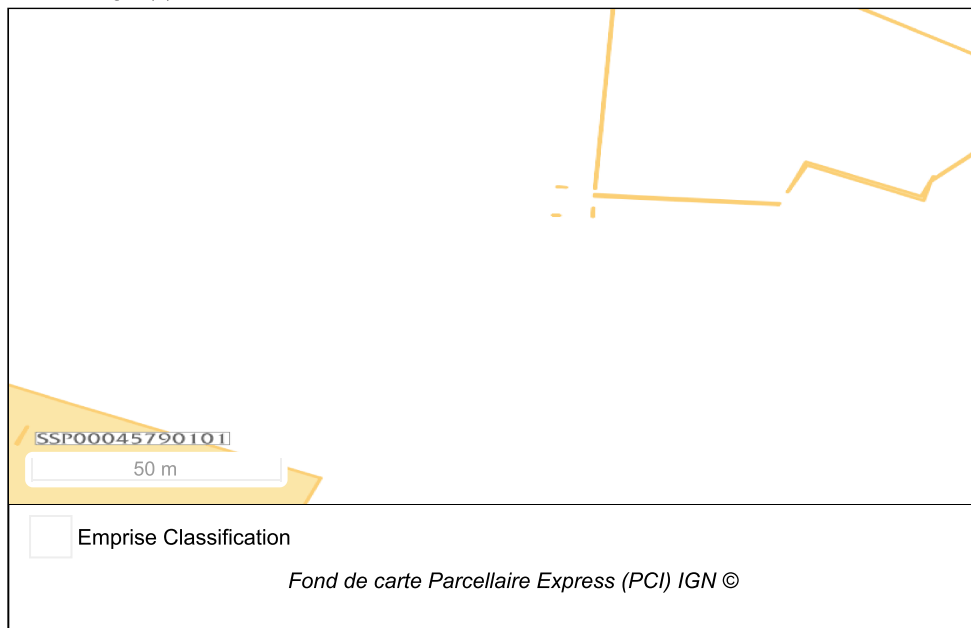 SSP00045790101
50 m
Emprise Classification
Fond de carte Parcellaire Express (PCI) IGN ©